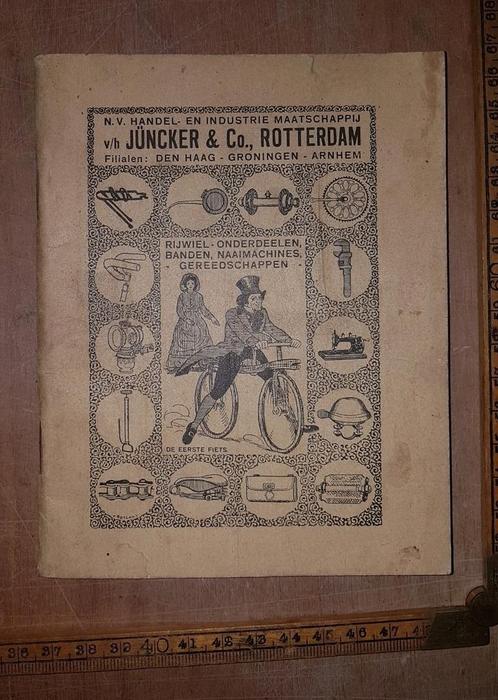 N.V. HANDEL- EN INDUSTRIE MAATSCHAPPIJ
v/h JÜNCKER & Co., ROTTERDAM
Filialen: DEN HAAG - GRONINGEN - ARNHEM
RIJWIEL-ONDERDEELEN,
BANDEN, NAAIMACHINES,
- GEREEDSCHAPPEN -
DE EERSTE FIETS.
36 37 38 39 40 41 42 43 44 45 46 47